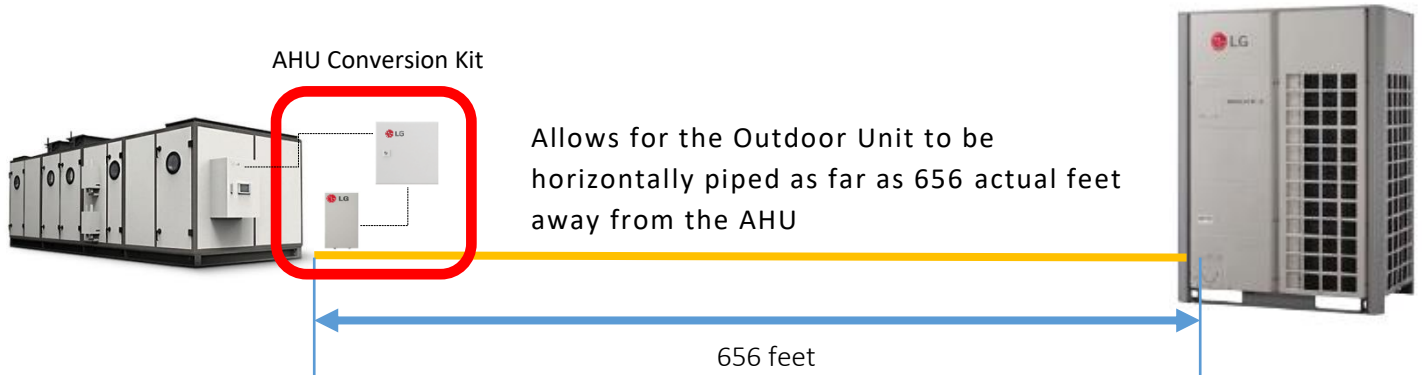 AHU Conversion Kit
LG
LG
LG
Allows for the Outdoor Unit to be
horizontally piped as far as 656 actual feet
away from the AHU
656 feet